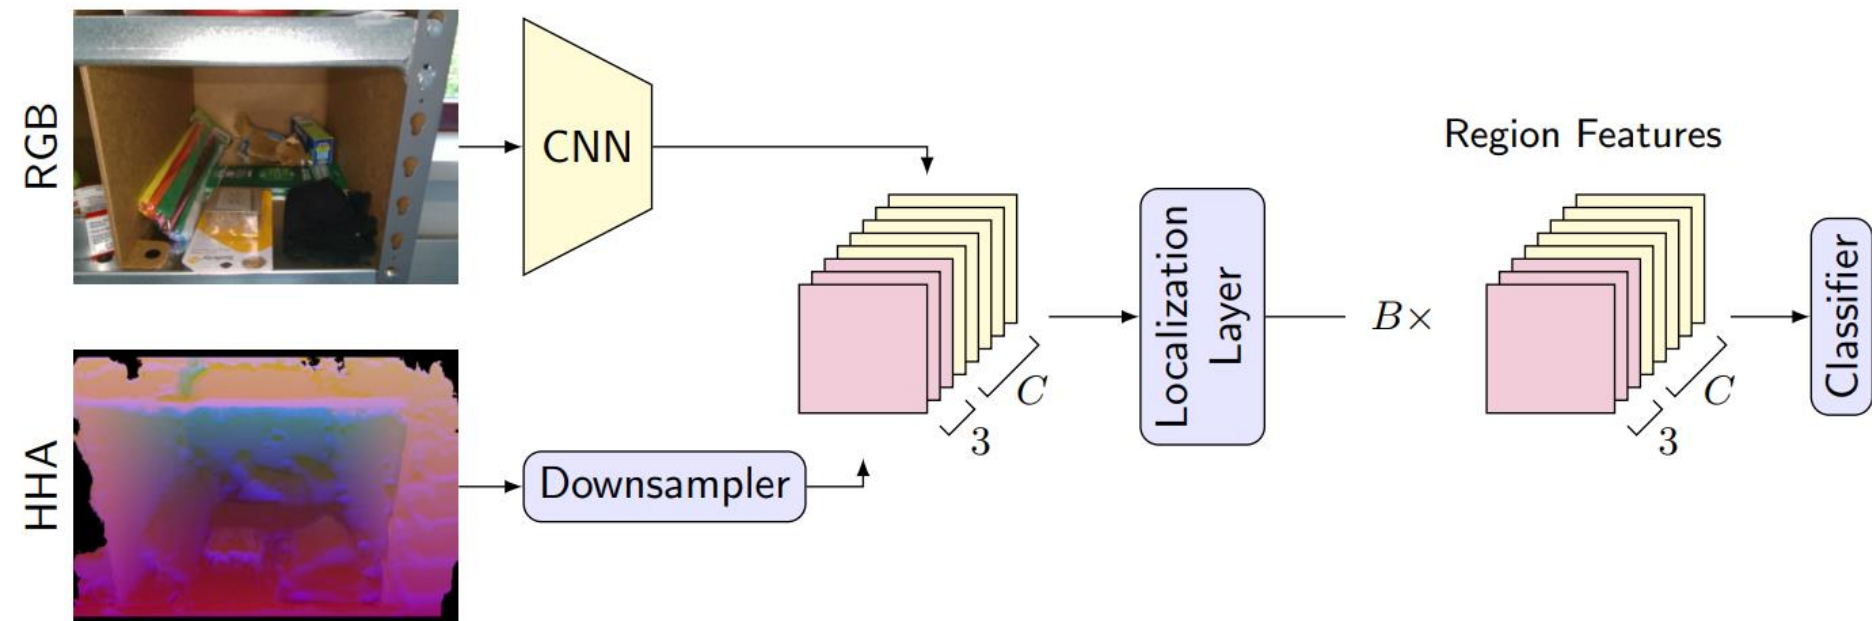 RGB
CNN
Region Features
Localization
Layer
B×
Classifier
C
3
C
3
HHA
Downsampler